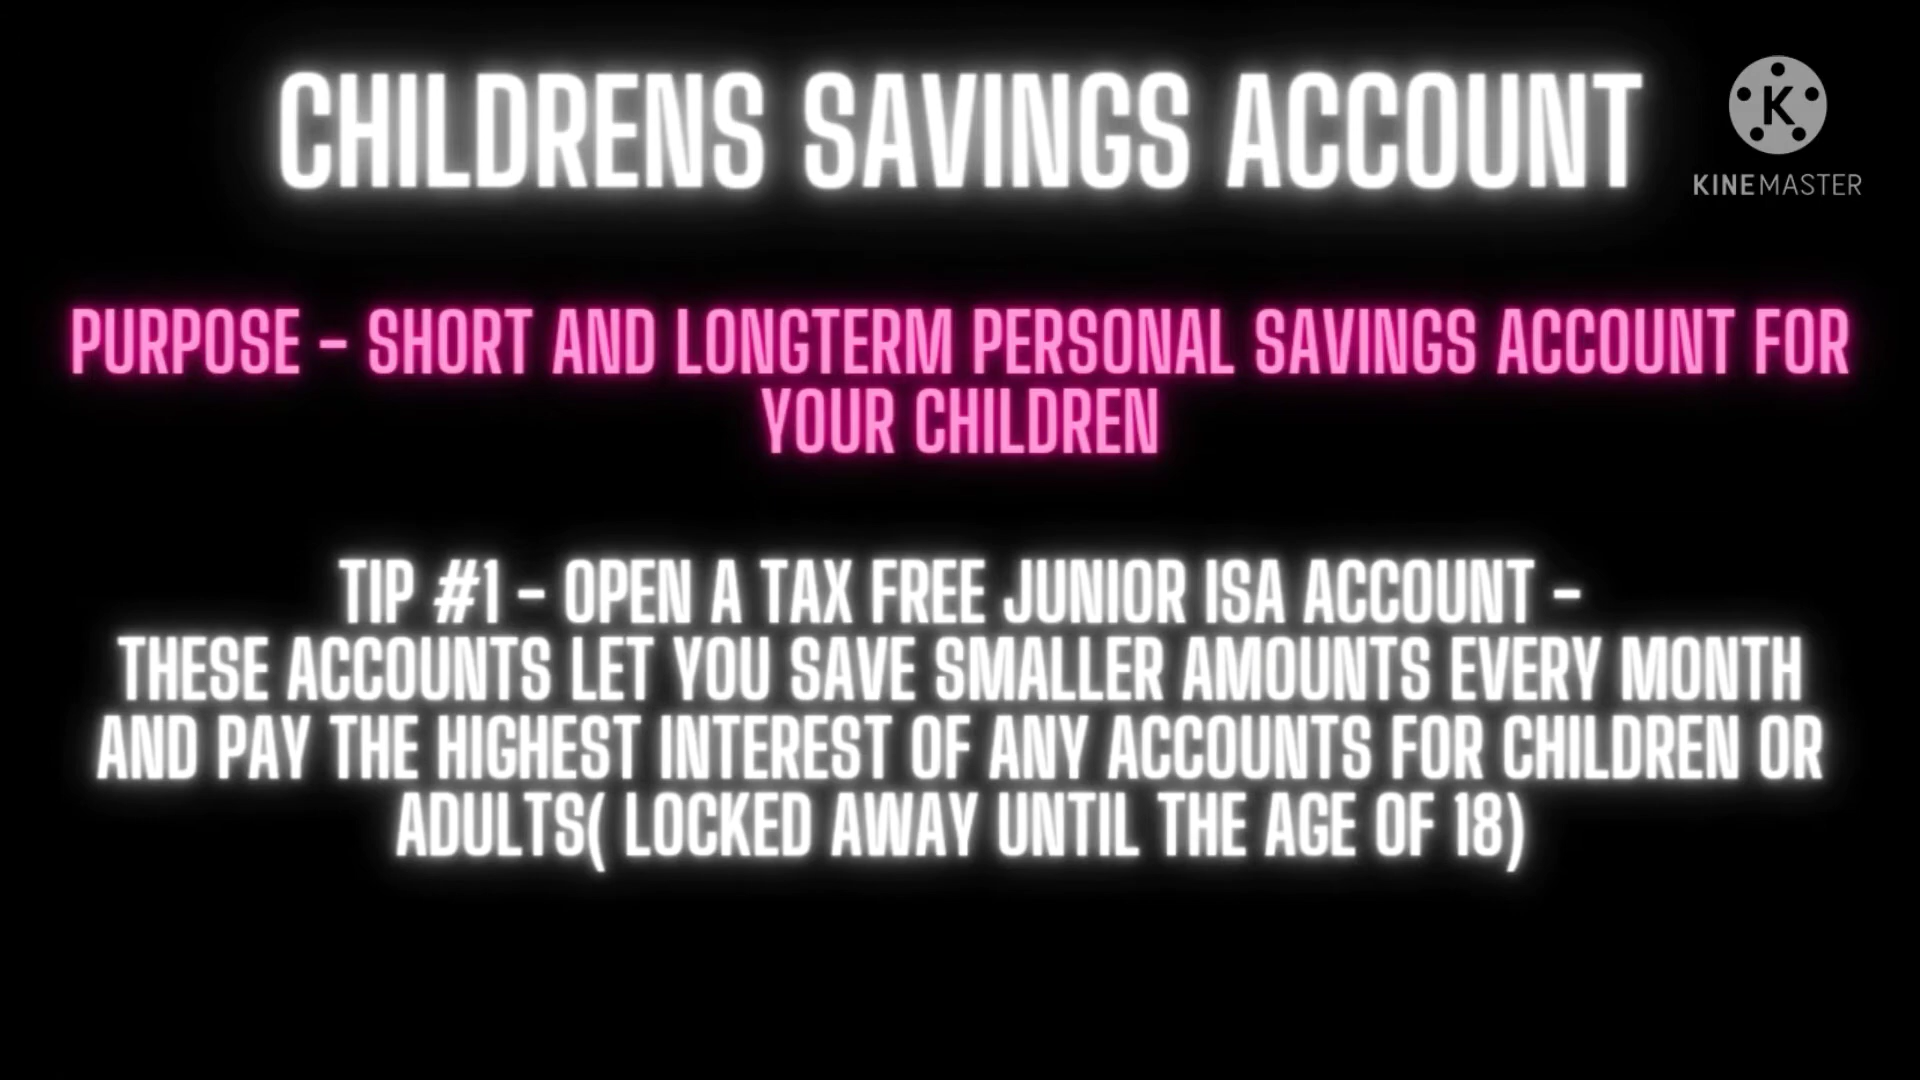 CHILDRENS SAVINGS ACCOUNT
K
KINEMASTER
PURPOSE - SHORT AND LONGTERM PERSONAL SAVINGS ACCOUNT FOR
YOUR CHILDREN
TIP #1 - OPEN A TAX FREE JUNIOR ISA ACCOUNT -
THESE ACCOUNTS LET YOU SAVE SMALLER AMOUNTS EVERY MONTH
AND PAY THE HIGHEST INTEREST OF ANY ACCOUNTS FOR CHILDREN OR
ADULTS( LOCKED AWAY UNTIL THE AGE OF 18)